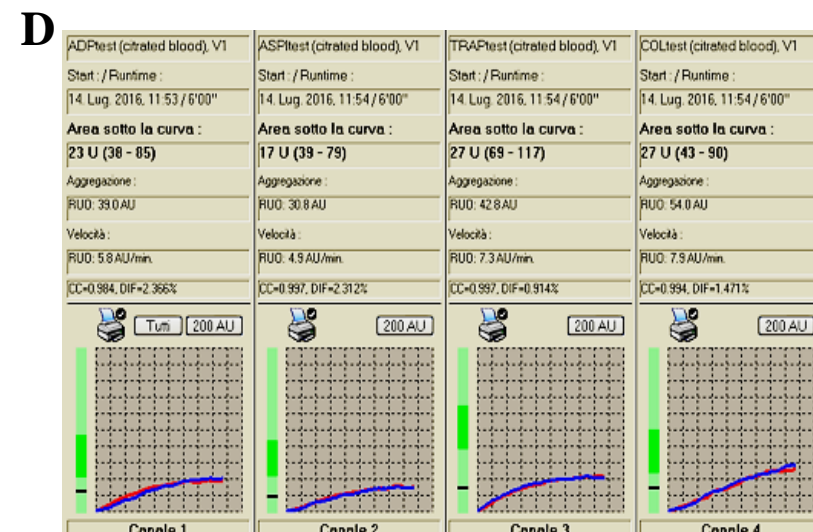 D
ADPtest (citrated blood), V1
Start : / Runtime :
14. Lug. 2016, 11:53 / 6'00"
Area sotto la curva :
23 U (38 - 85)
Aggregazione :
RUO: 39.0 AU
Velocità :
RUO: 5.8 AU/min.
CC=0.984, DIF=2.366%
Tutti
200 AU
Canale 1
ASPItest (citrated blood), V1
Start : / Runtime :
14. Lug. 2016, 11:54 / 6'00"
Area sotto la curva :
17 U (39 - 79)
Aggregazione :
RUO: 30.8 AU
Velocità :
RUO: 4.9 AU/min.
CC=0.997, DIF=2.312%
200 AU
Canale 2
TRAPtest (citrated blood), V1
Start : / Runtime :
14. Lug. 2016, 11:54 / 6'00"
Area sotto la curva :
27 U (69 - 117)
Aggregazione :
RUO: 42.8 AU
Velocità :
RUO: 7.3 AU/min.
CC=0.997, DIF=0.914%
200 AU
Canale 3
COLtest (citrated blood), V1
Start : / Runtime :
14. Lug. 2016, 11:54 / 6'00"
Area sotto la curva :
27 U (43 - 90)
Aggregazione :
RUO: 54.0 AU
Velocità :
RUO: 7.9 AU/min.
CC=0.994, DIF=1.471%
200 AU
Canale 4